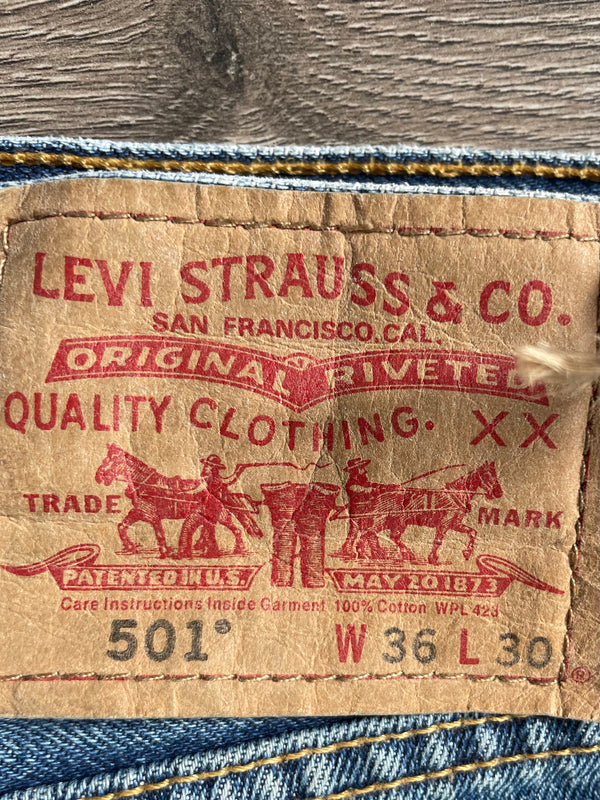 LEVI STRAUSS & CO.
SAN FRANCISCO, CAL.
ORIGINAL RIVETED
QUALITY CLOTHING. XX
TRADE MARK
PATENTED IN U.S. MAY 20 1873
Care Instructions Inside Garment 100% Cotton WPL 423
501® W 36 L 30
®